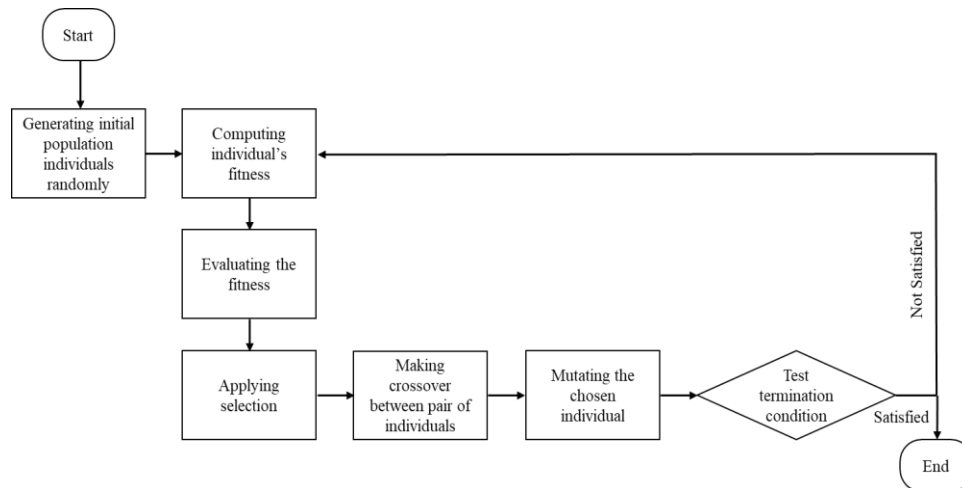 Start
Generating initial
population
individuals
randomly
Computing
individual’s
fitness
Evaluating the
fitness
Applying
selection
Making
crossover
between pair of
individuals
Mutating the
chosen
individual
Test
termination
condition
Not Satisfied
Satisfied
End